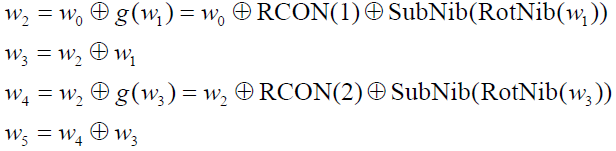 w₂ = w₀ ⊕ g(w₁) = w₀ ⊕ RCON(1) ⊕ SubNib(RotNib(w₁))
w₃ = w₂ ⊕ w₁
w₄ = w₂ ⊕ g(w₃) = w₂ ⊕ RCON(2) ⊕ SubNib(RotNib(w₃))
w₅ = w₄ ⊕ w₃